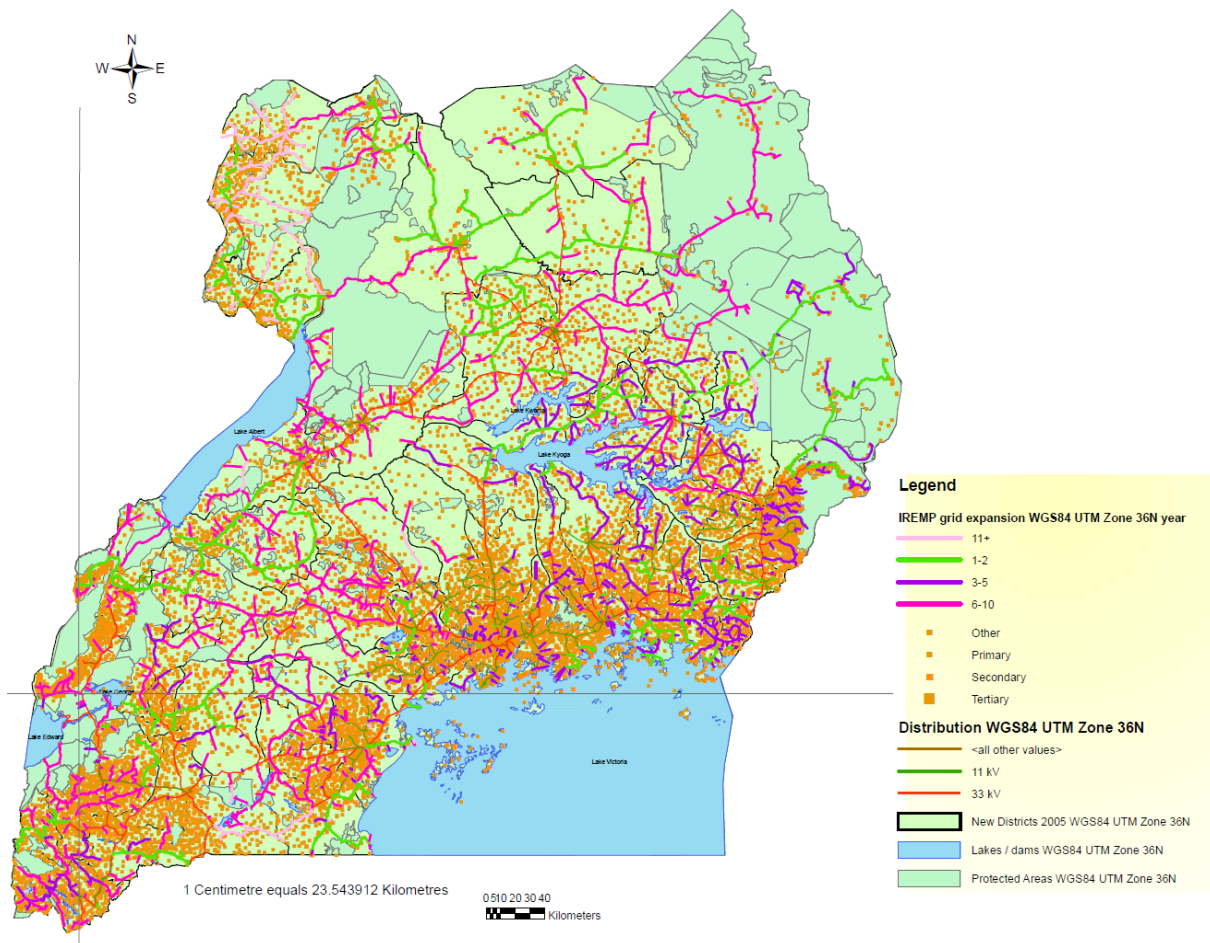 N
W E
S
Lake Albert
Lake Kwania
Lake Kyoga
Lake George
Lake Edward
Lake Victoria
Legend
IREMP grid expansion WGS84 UTM Zone 36N year
11+
1-2
3-5
6-10
Other
Primary
Secondary
Tertiary
Distribution WGS84 UTM Zone 36N
<all other values>
11 kV
33 kV
New Districts 2005 WGS84 UTM Zone 36N
Lakes / dams WGS84 UTM Zone 36N
Protected Areas WGS84 UTM Zone 36N
1 Centimetre equals 23.543912 Kilometres
0 5 10 20 30 40
Kilometers